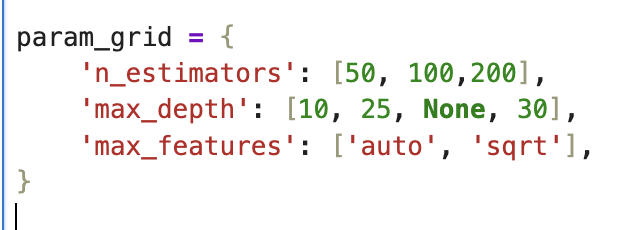 param_grid = {
    'n_estimators': [50, 100,200],
    'max_depth': [10, 25, None, 30],
    'max_features': ['auto', 'sqrt'],
}